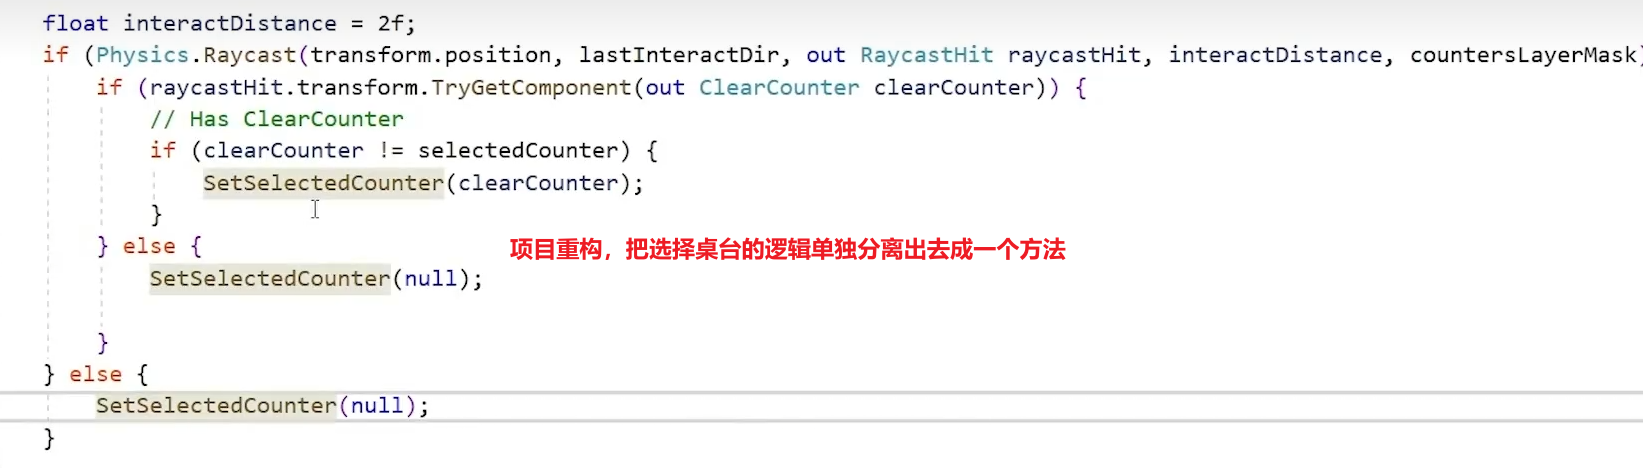 float interactDistance = 2f;
if (Physics.Raycast(transform.position, lastInteractDir, out RaycastHit raycastHit, interactDistance, countersLayerMask)
if (raycastHit.transform.TryGetComponent(out ClearCounter clearCounter)) {
// Has ClearCounter
if (clearCounter != selectedCounter) {
SetSelectedCounter(clearCounter);
}
} else {
项目重构，把选择桌台的逻辑单独分离出去成一个方法
SetSelectedCounter(null);
}
} else {
SetSelectedCounter(null);
}